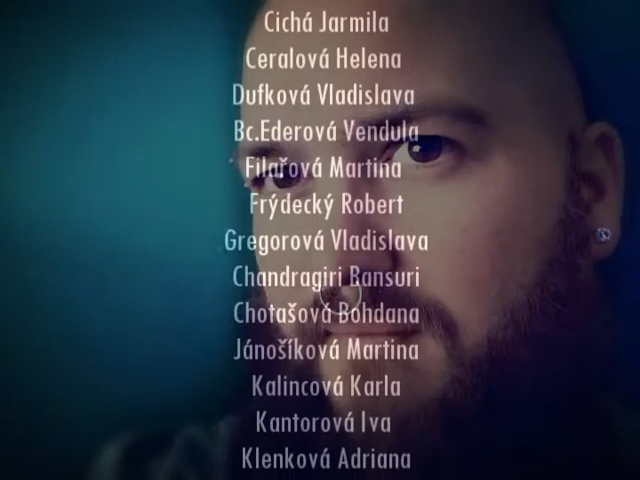 Cichá Jarmila
Ceralová Helena
Dufková Vladislava
Bc.Ederová Vendula
Filařová Martina
Frýdecký Robert
Gregorová Vladislava
Chandragiri Bansuri
Chotašová Bohdana
Jánošíková Martina
Kalincová Karla
Kantorová Iva
Klenková Adriana